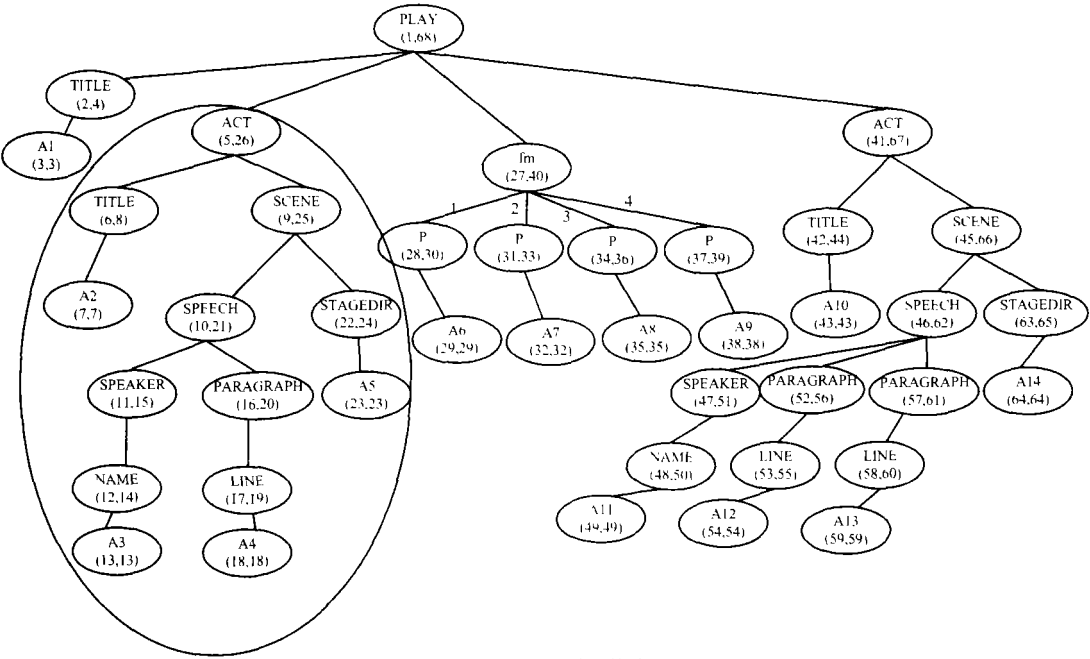 PLAY
(1,68)
TITLE
(2,4)
A1
(3,3)
ACT
(5,26)
TITLE
(6,8)
A2
(7,7)
SCENE
(9,25)
SPEECH
(10,21)
STAGEDIR
(22,24)
A5
(23,23)
SPEAKER
(11,15)
PARAGRAPH
(16,20)
NAME
(12,14)
LINE
(17,19)
A3
(13,13)
A4
(18,18)
fm
(27,40)
1
2
3
4
P
(28,30)
P
(31,33)
P
(34,36)
P
(37,39)
A6
(29,29)
A7
(32,32)
A8
(35,35)
A9
(38,38)
ACT
(41,67)
TITLE
(42,44)
SCENE
(45,66)
A10
(43,43)
SPEECH
(46,62)
STAGEDIR
(63,65)
SPEAKER
(47,51)
PARAGRAPH
(52,56)
PARAGRAPH
(57,61)
A14
(64,64)
NAME
(48,50)
LINE
(53,55)
LINE
(58,60)
A11
(49,49)
A12
(54,54)
A13
(59,59)